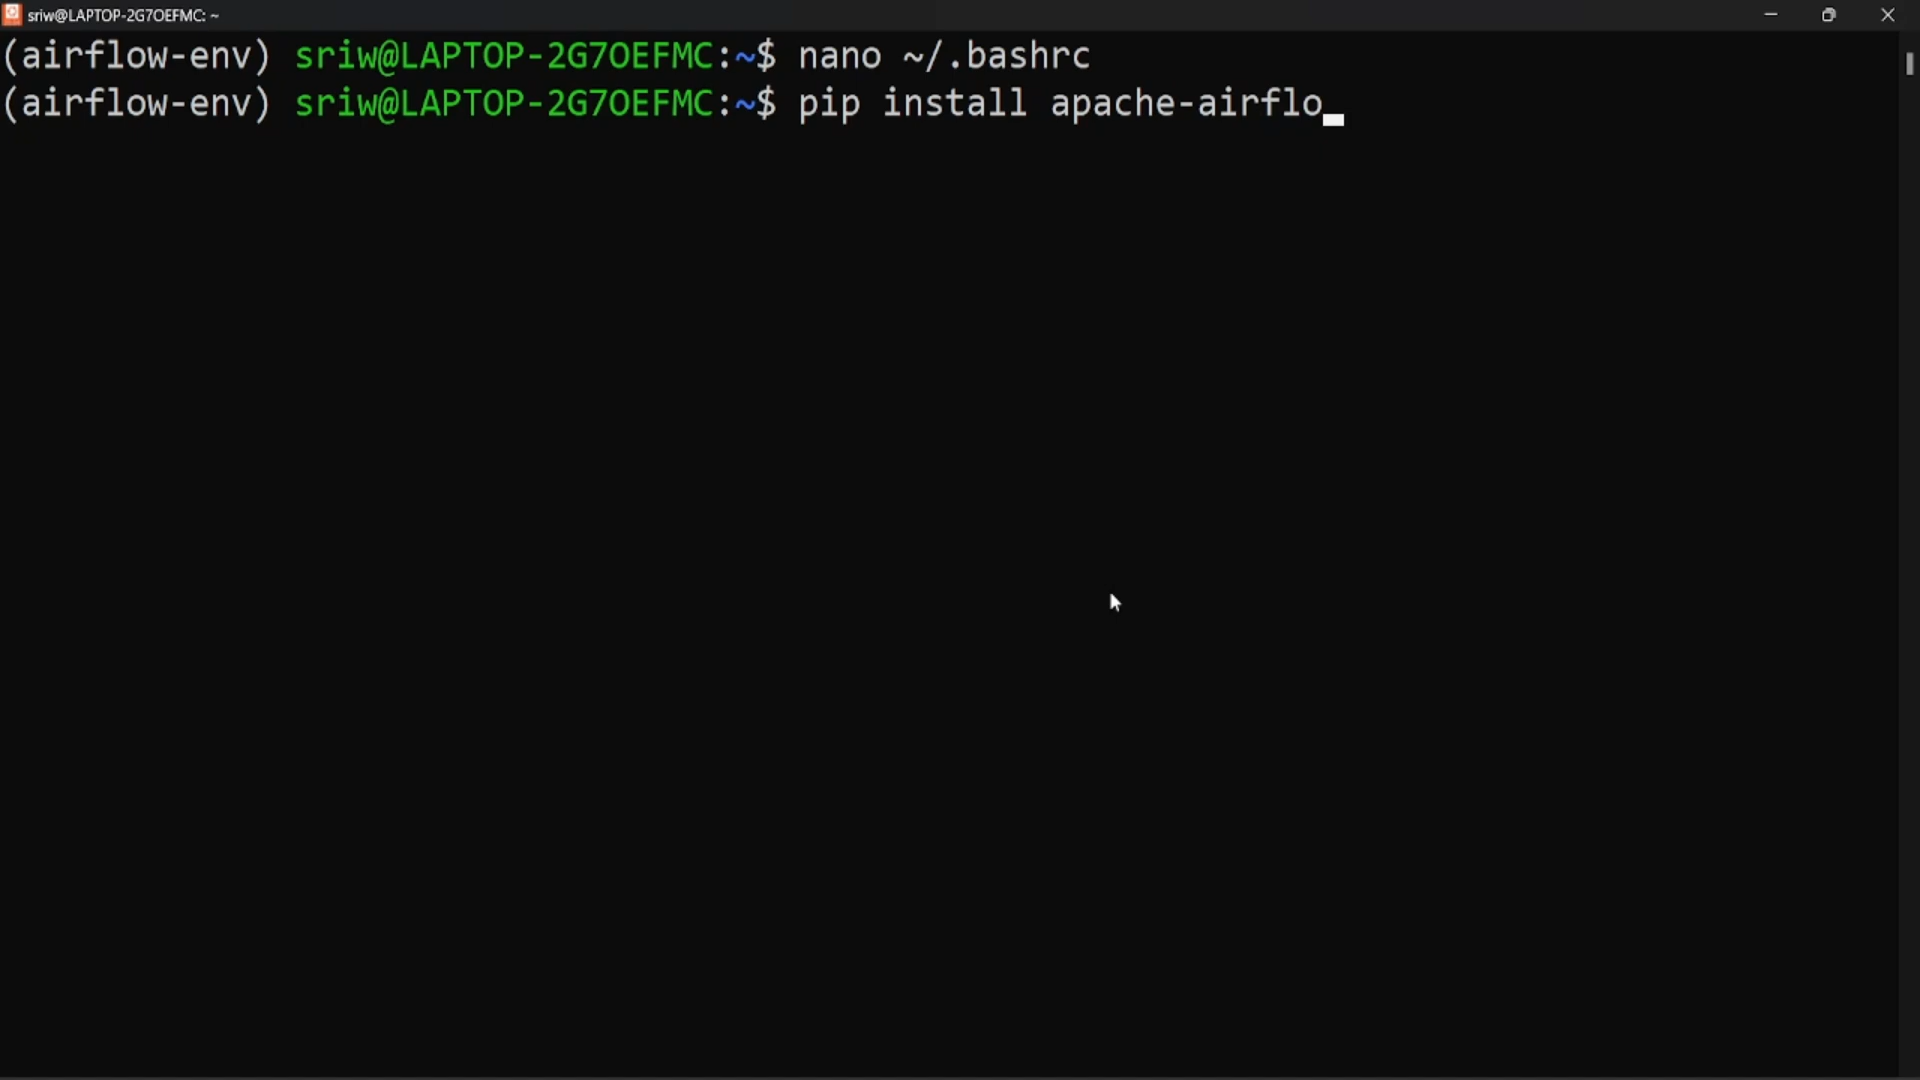 sriw@LAPTOP-2G7OEFMC: ~
(airflow-env) sriw@LAPTOP-2G7OEFMC:~$ nano ~/.bashrc
(airflow-env) sriw@LAPTOP-2G7OEFMC:~$ pip install apache-airflo